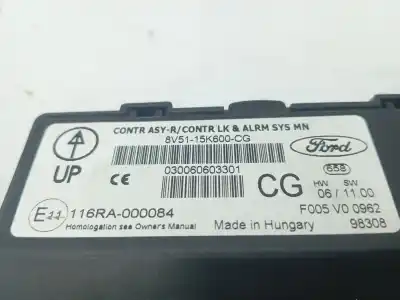 CONTR ASY-R/CONTR LK & ALRM SYS MN
8V51-15K600-CG
Ford
UP
CE
030060603301
CG
658
HW SW
06 / 11.00
F005 V0 0962
E11 116RA-000084
Homologation see Owner's Manual
Made in Hungary
98308